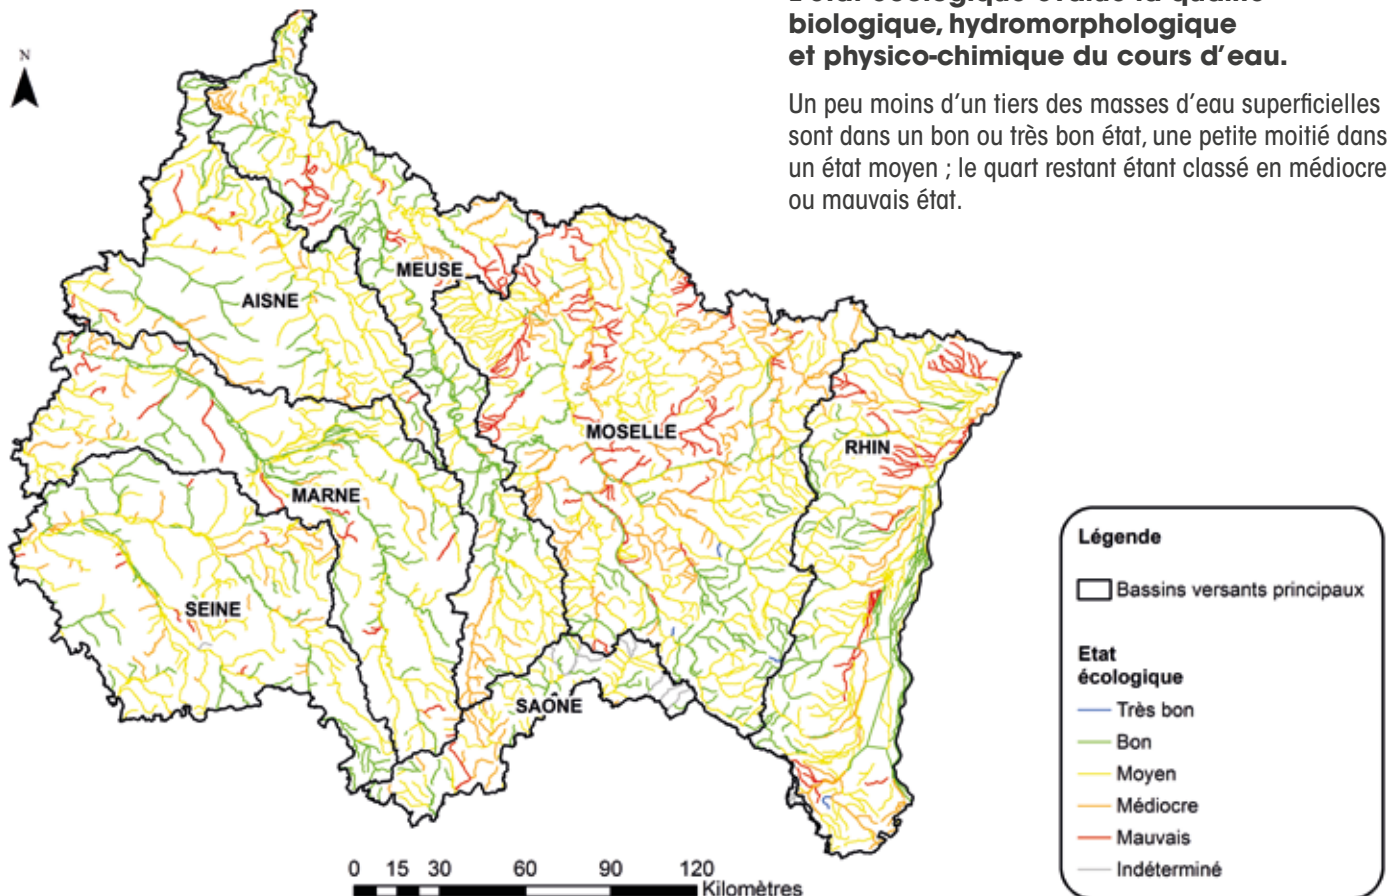 biologique, hydromorphologique
et physico-chimique du cours d'eau.
Un peu moins d'un tiers des masses d'eau superficielles
sont dans un bon ou très bon état, une petite moitié dans
un état moyen ; le quart restant étant classé en médiocre
ou mauvais état.
N
MEUSE
AISNE
MOSELLE
RHIN
MARNE
SEINE
SAÔNE
Légende
Bassins versants principaux
Etat
écologique
Très bon
Bon
Moyen
Médiocre
Mauvais
Indéterminé
0 15 30 60 90 120
Kilomètres